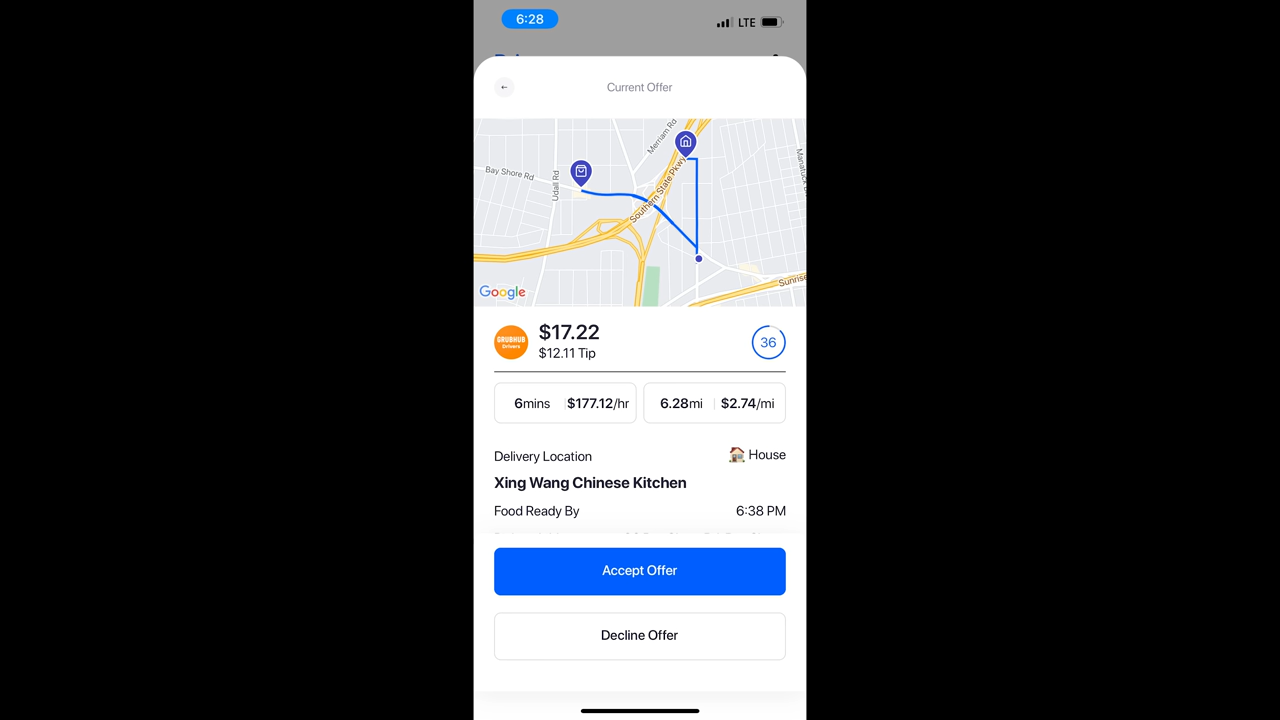 6:28
LTE
Current Offer
Merriam Rd
Bay Shore Rd
Udall Rd
Southern State Pkwy
Sunrise
Google
GRUBHUB
Drivers
$17.22
$12.11 Tip
36
6mins $177.12/hr
6.28mi $2.74/mi
Delivery Location
🏠 House
Xing Wang Chinese Kitchen
Food Ready By
6:38 PM
Accept Offer
Decline Offer